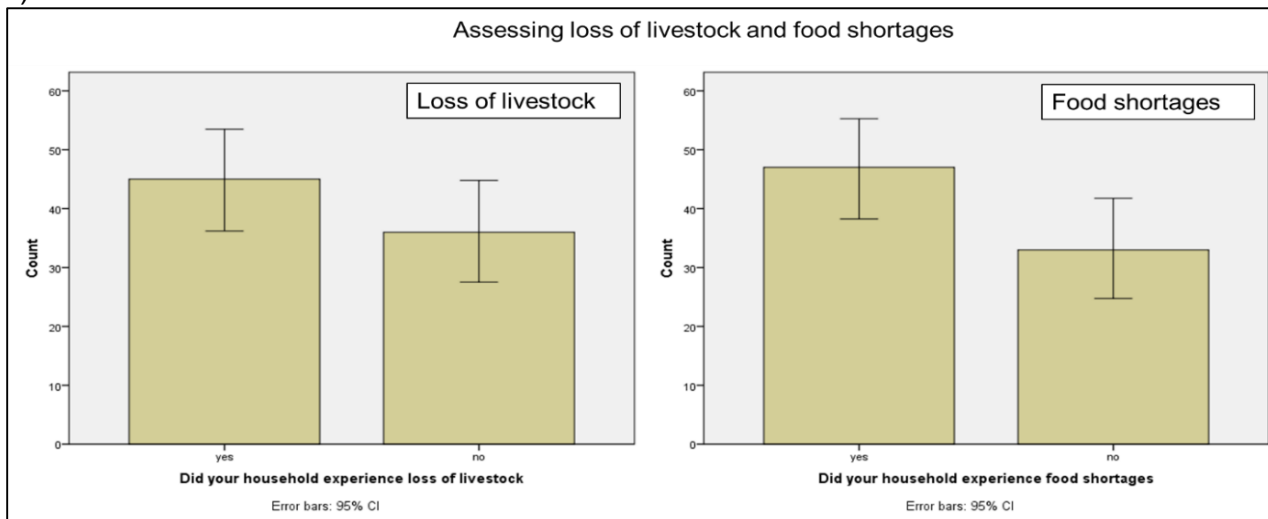 Assessing loss of livestock and food shortages
Loss of livestock
60
50
40
30
20
10
0
Count
yes
no
Did your household experience loss of livestock
Error bars: 95% CI
Food shortages
60
50
40
30
20
10
0
Count
yes
no
Did your household experience food shortages
Error bars: 95% CI